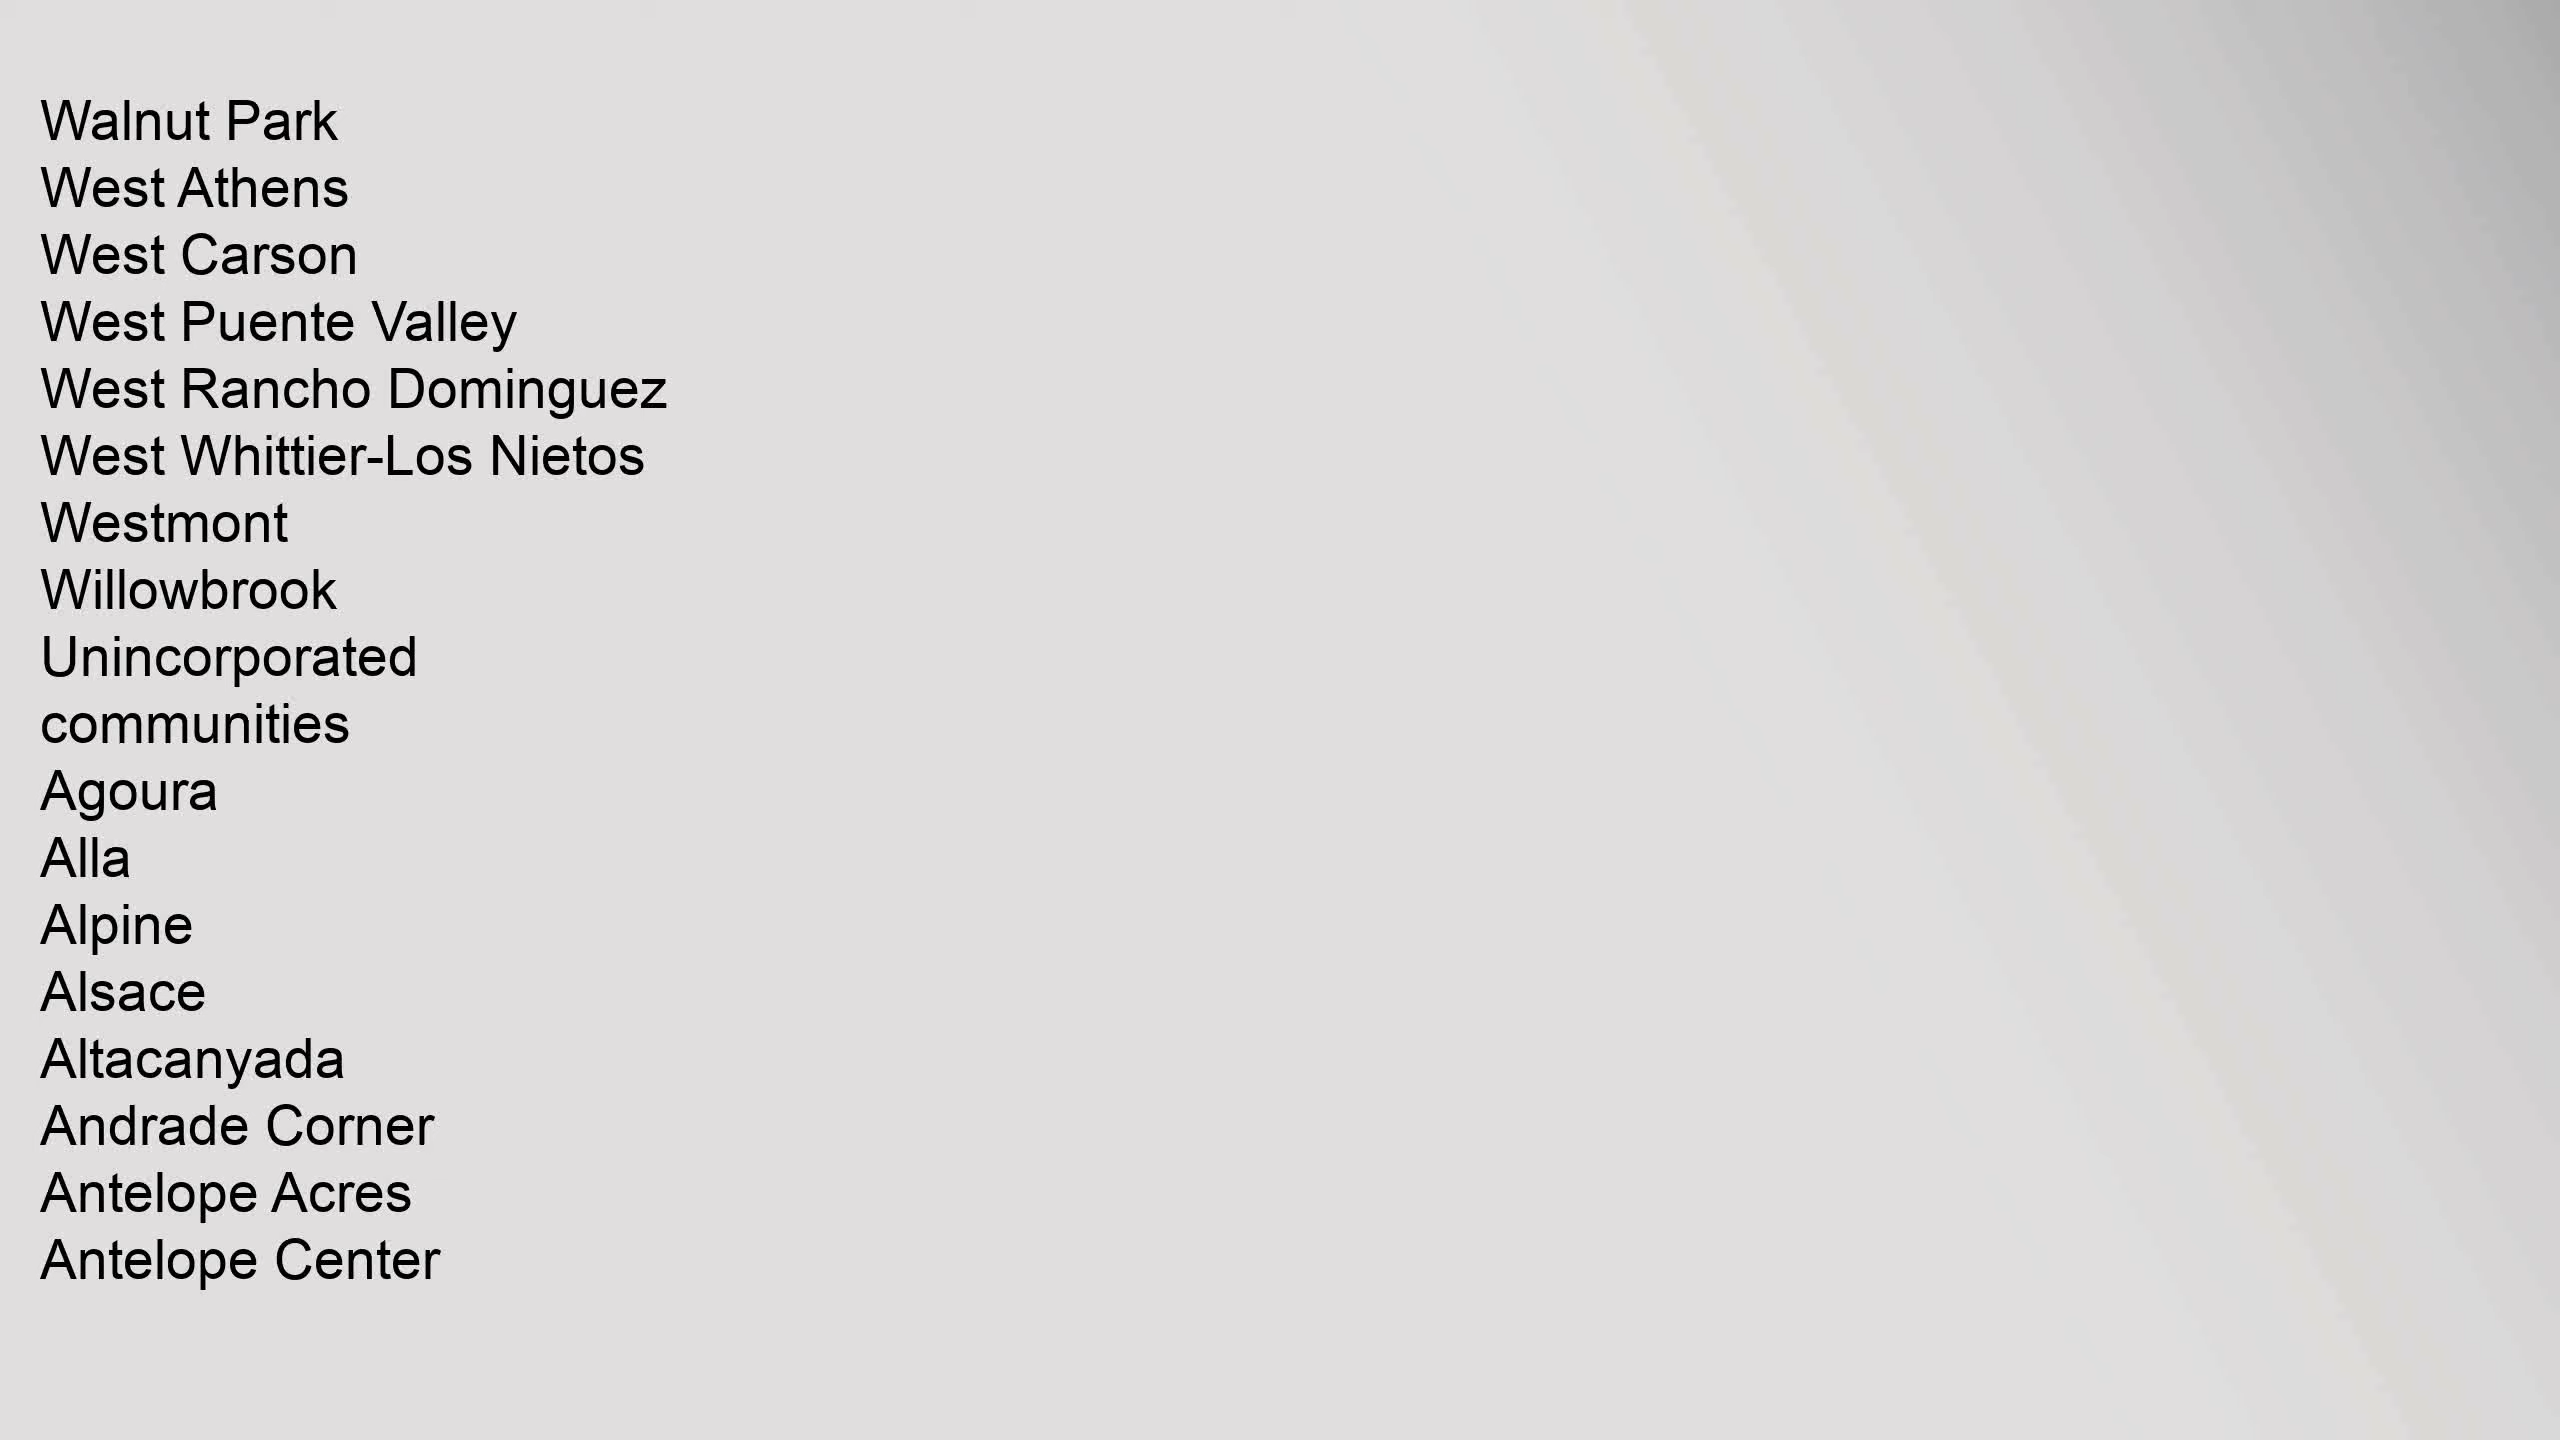 Walnut Park
West Athens
West Carson
West Puente Valley
West Rancho Dominguez
West Whittier-Los Nietos
Westmont
Willowbrook
Unincorporated
communities
Agoura
Alla
Alpine
Alsace
Altacanyada
Andrade Corner
Antelope Acres
Antelope Center